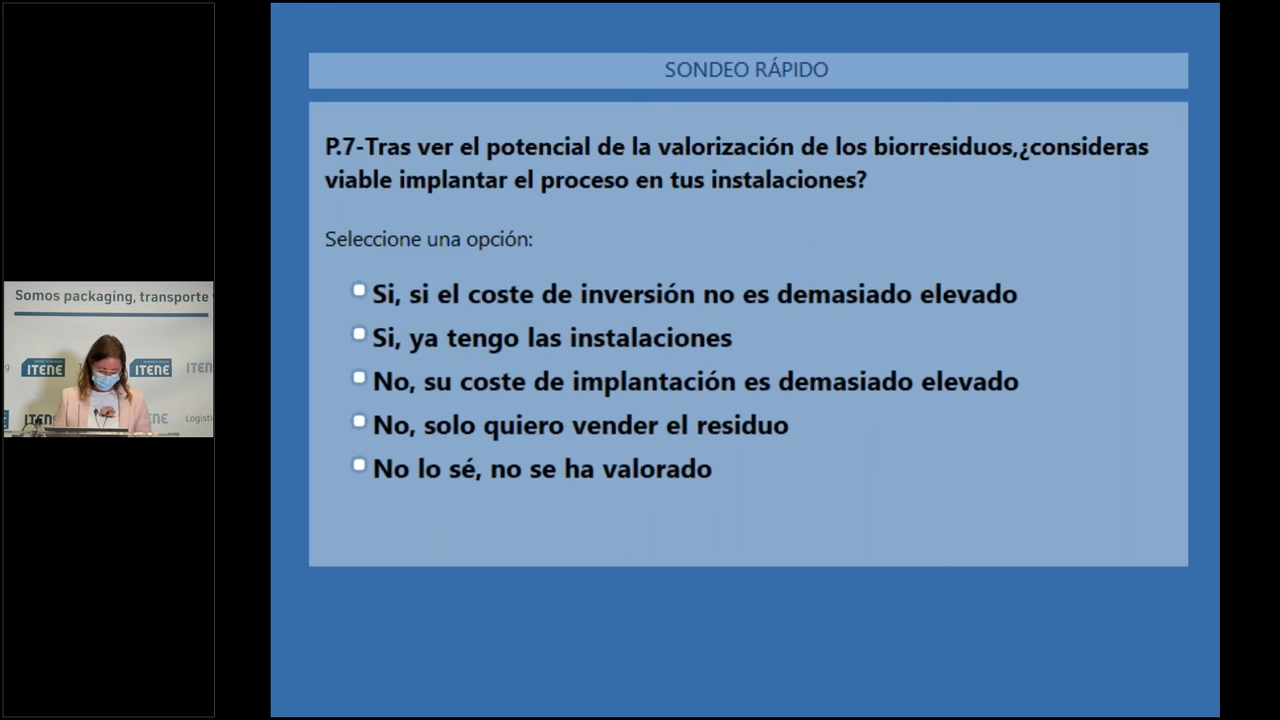 SONDEO RÁPIDO
P.7-Tras ver el potencial de la valorización de los biorresiduos,¿consideras
viable implantar el proceso en tus instalaciones?
Seleccione una opción:
Si, si el coste de inversión no es demasiado elevado
Si, ya tengo las instalaciones
No, su coste de implantación es demasiado elevado
No, solo quiero vender el residuo
No lo sé, no se ha valorado
Somos packaging, transporte
ITENE
ITENE